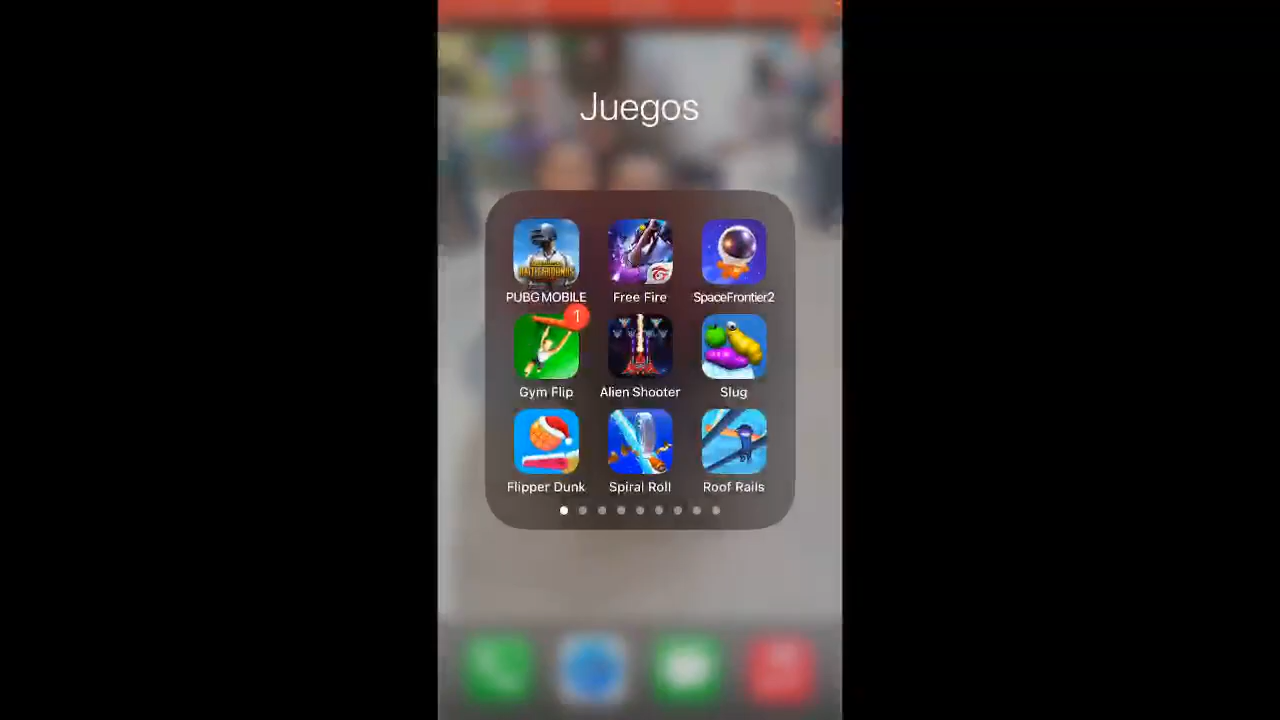 Juegos
PUBG MOBILE
Free Fire
SpaceFrontier2
1
Gym Flip
Alien Shooter
Slug
Flipper Dunk
Spiral Roll
Roof Rails